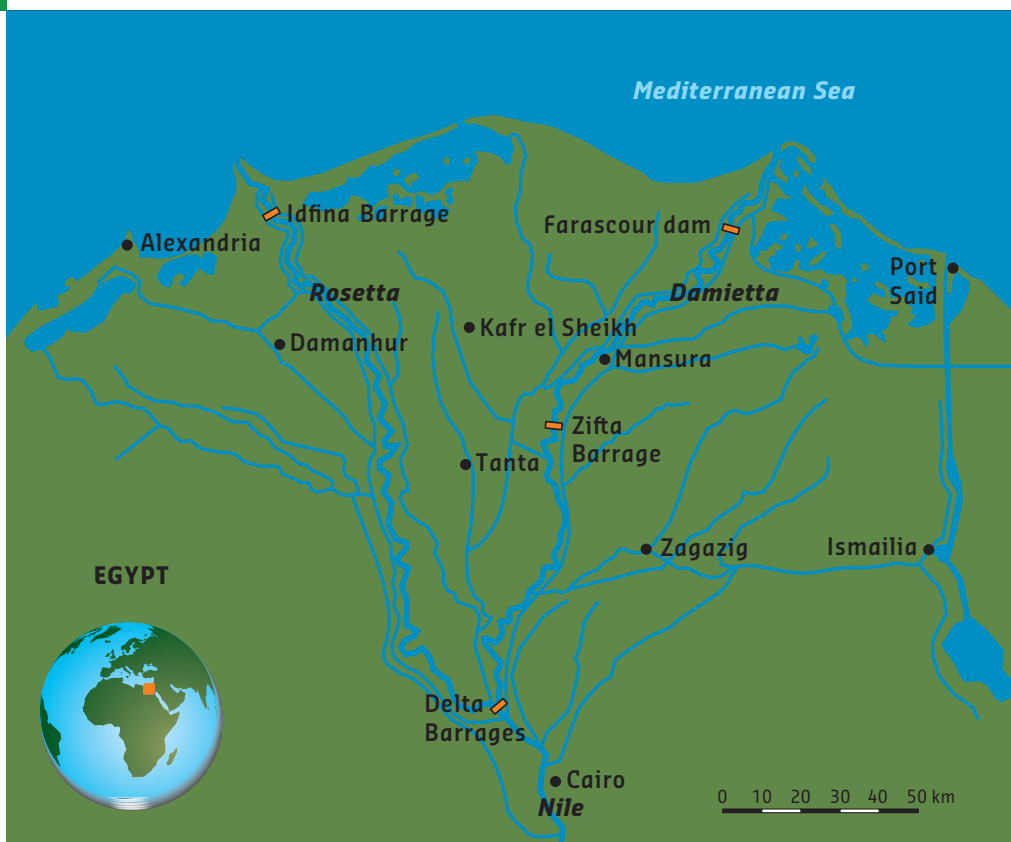 Mediterranean Sea
Idfina Barrage
Farascour dam
Alexandria
Port
Said
Rosetta
Damietta
Kafr el Sheikh
Damanhur
Mansura
Zifta
Barrage
Tanta
Zagazig
Ismailia
EGYPT
Delta
Barrages
Cairo
Nile
0 10 20 30 40 50 km